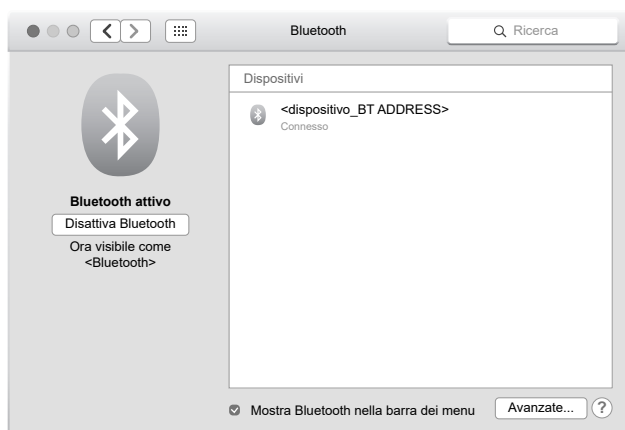 Bluetooth
Ricerca
Dispositivi
<dispositivo_BT ADDRESS>
Connesso
Bluetooth attivo
Disattiva Bluetooth
Ora visibile come
<Bluetooth>
Mostra Bluetooth nella barra dei menu
Avanzate...
?